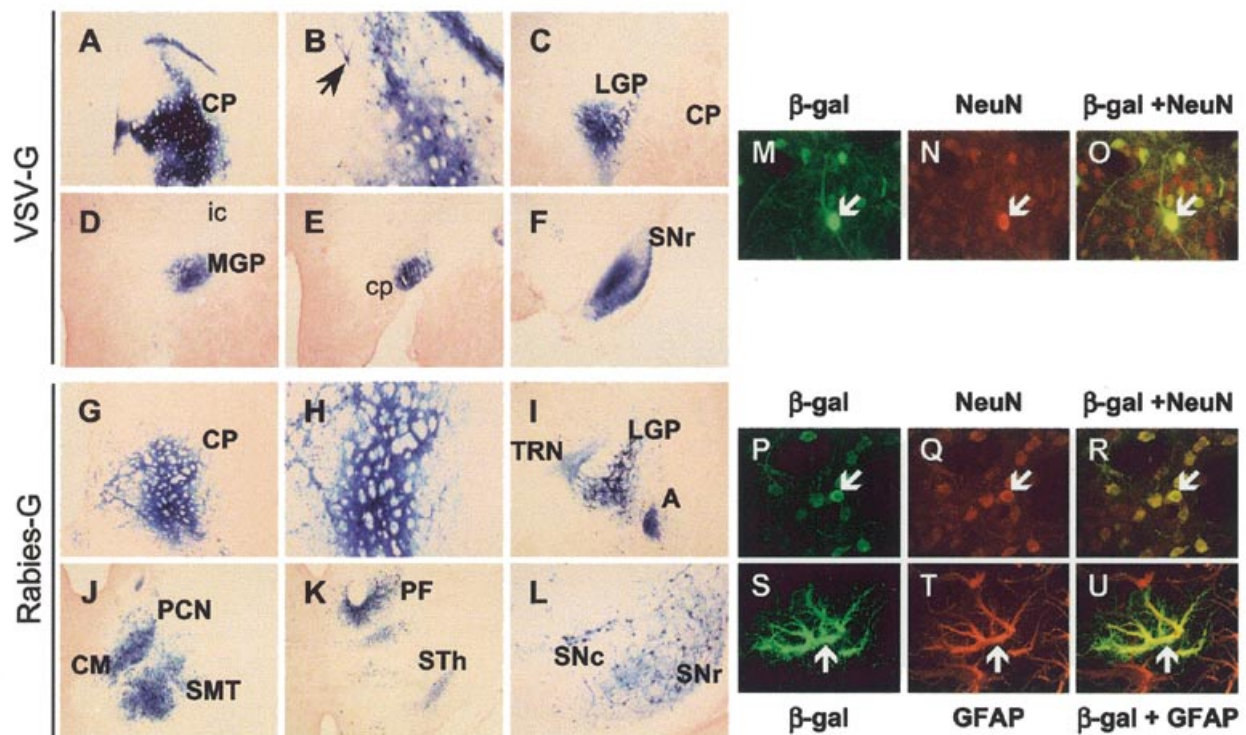 VSV-G
A
CP
B
C
LGP
CP
D
ic
MGP
E
cp
F
SNr
β-gal
NeuN
β-gal +NeuN
M
N
O
Rabies-G
G
CP
H
I
LGP
TRN
A
J
PCN
CM
SMT
K
PF
STh
L
SNc
SNr
β-gal
NeuN
β-gal +NeuN
P
Q
R
S
T
U
β-gal
GFAP
β-gal + GFAP